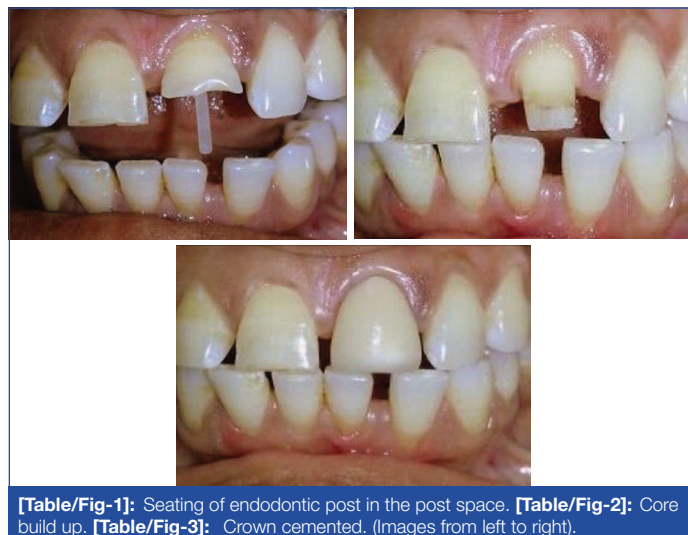 [Table/Fig-1]: Seating of endodontic post in the post space. [Table/Fig-2]: Core
build up. [Table/Fig-3]: Crown cemented. (Images from left to right).